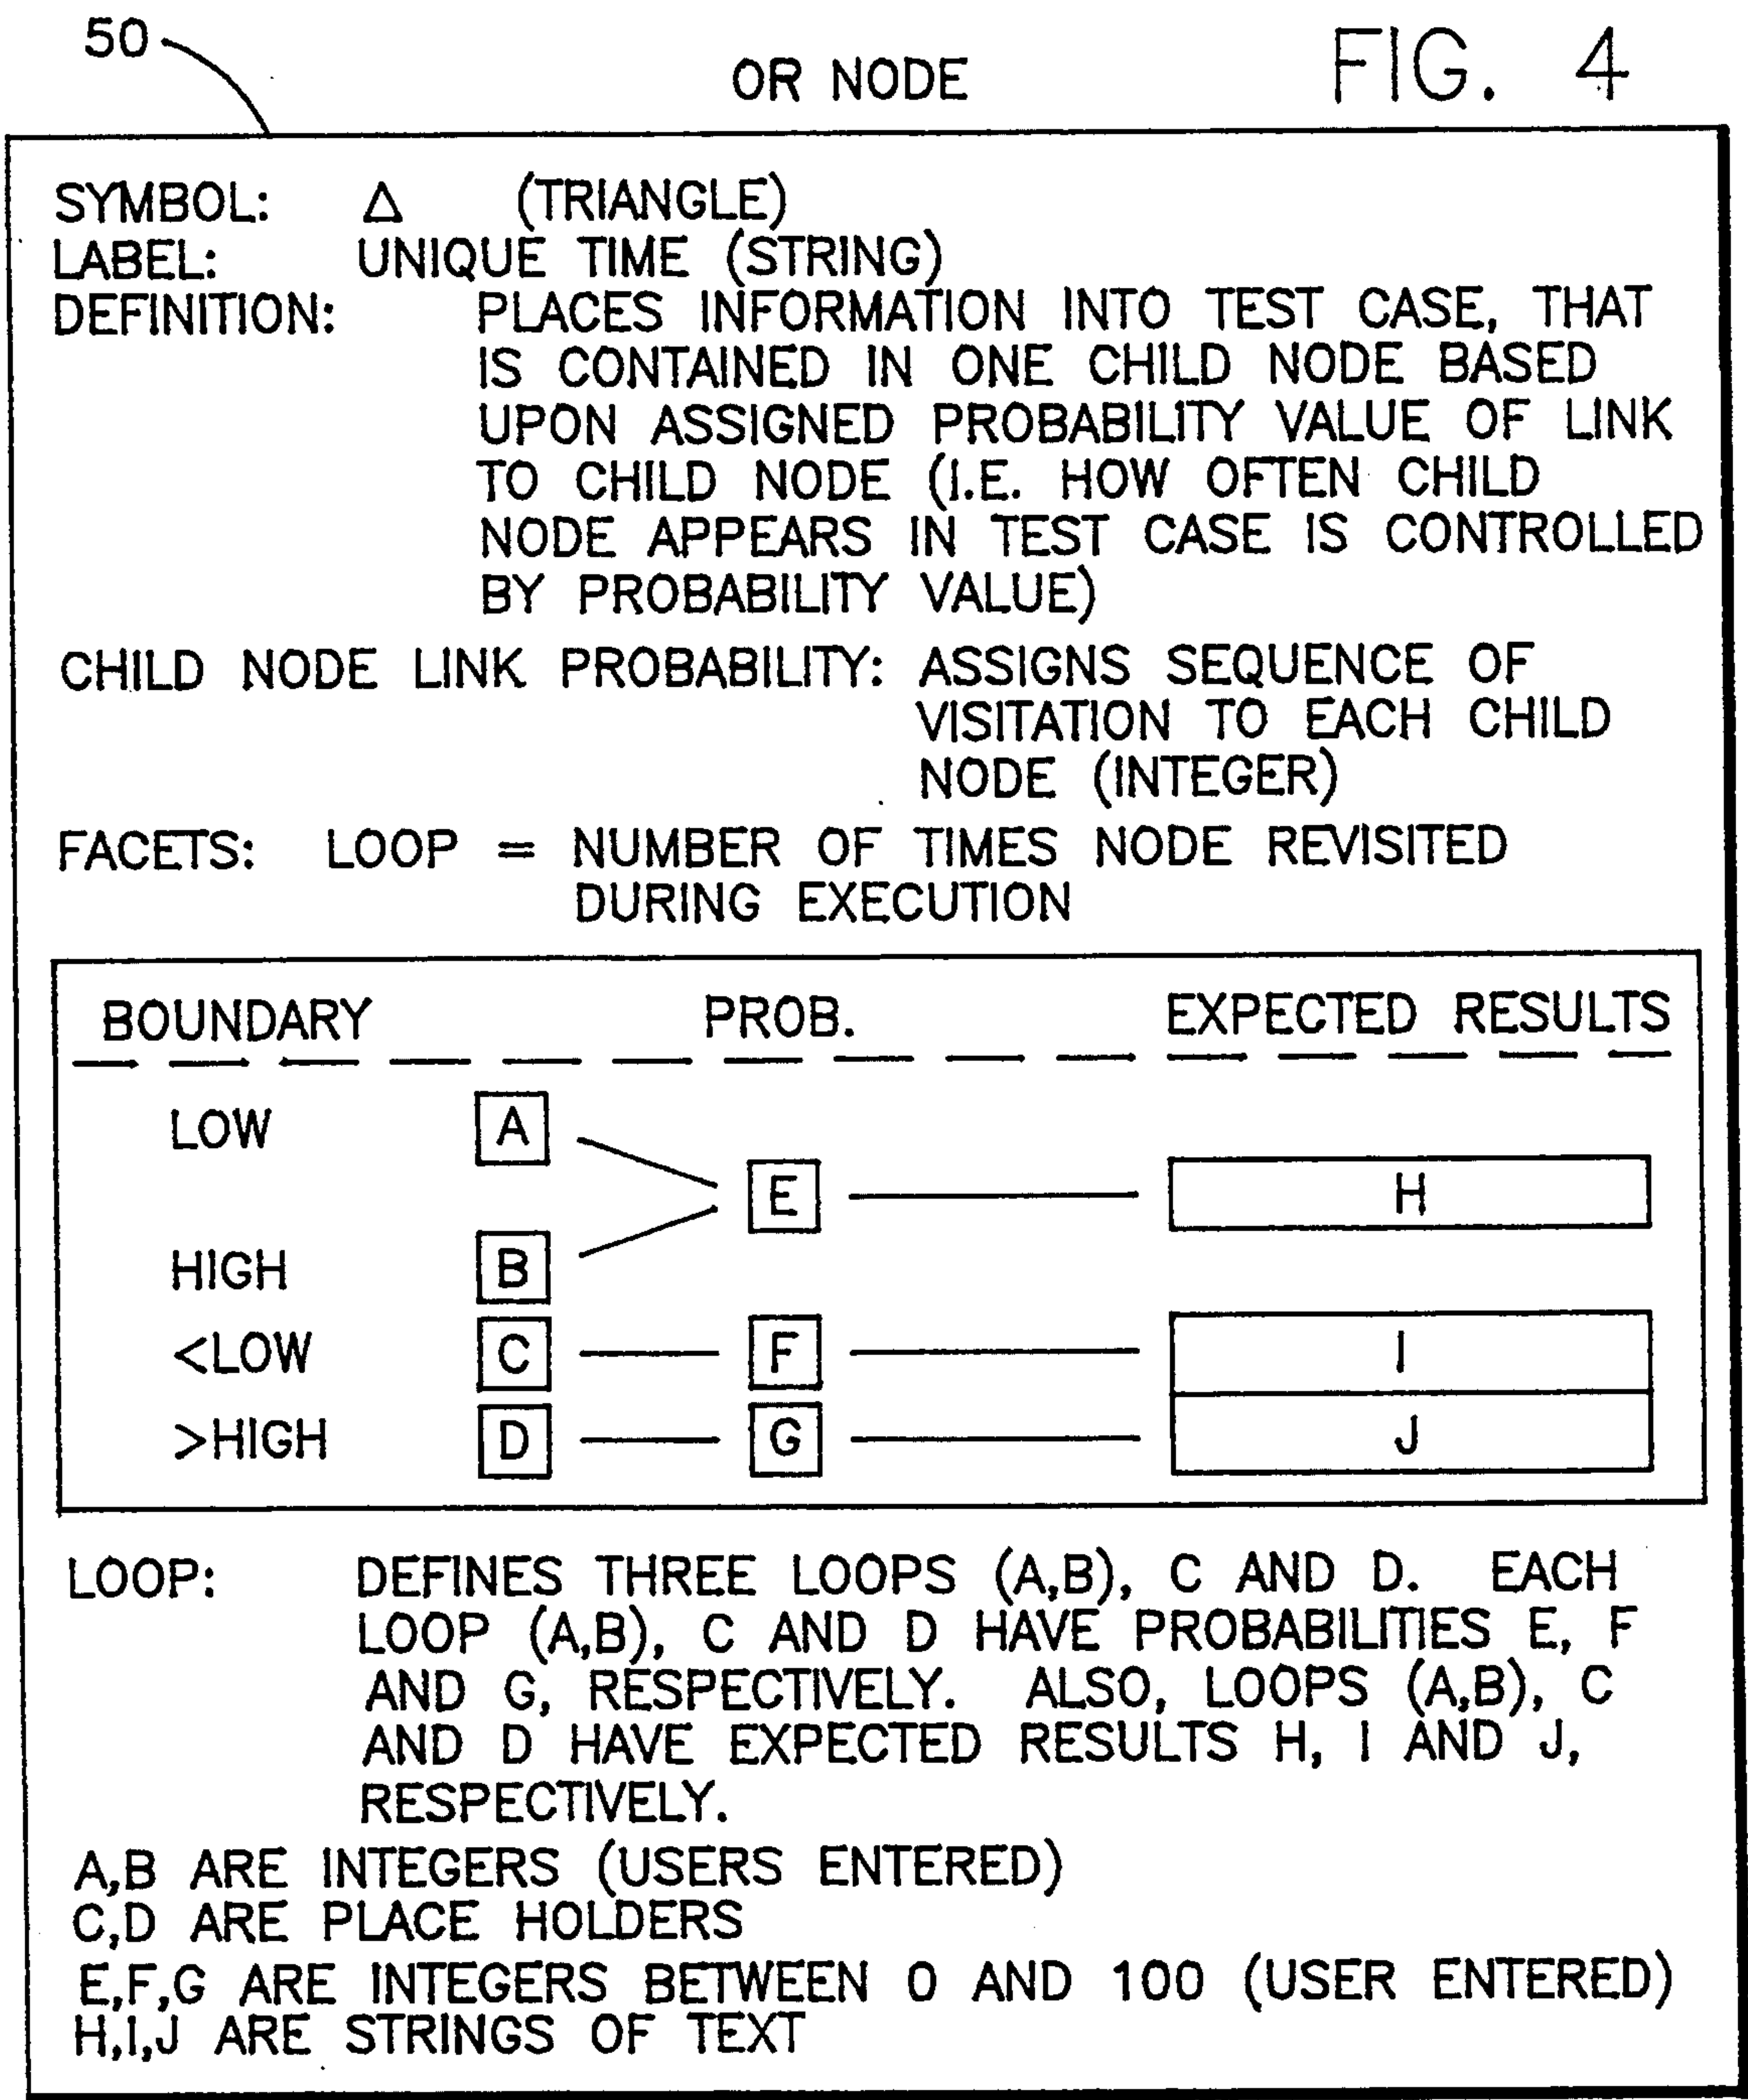 50
OR NODE
FIG. 4
SYMBOL: Δ (TRIANGLE)
LABEL: UNIQUE TIME (STRING)
DEFINITION: PLACES INFORMATION INTO TEST CASE, THAT
IS CONTAINED IN ONE CHILD NODE BASED
UPON ASSIGNED PROBABILITY VALUE OF LINK
TO CHILD NODE (I.E. HOW OFTEN CHILD
NODE APPEARS IN TEST CASE IS CONTROLLED
BY PROBABILITY VALUE)
CHILD NODE LINK PROBABILITY: ASSIGNS SEQUENCE OF
VISITATION TO EACH CHILD
NODE (INTEGER)
FACETS: LOOP = NUMBER OF TIMES NODE REVISITED
DURING EXECUTION
BOUNDARY PROB. EXPECTED RESULTS
LOW A
E H
HIGH B
<LOW C F I
>HIGH D G J
LOOP: DEFINES THREE LOOPS (A,B), C AND D. EACH
LOOP (A,B), C AND D HAVE PROBABILITIES E, F
AND G, RESPECTIVELY. ALSO, LOOPS (A,B), C
AND D HAVE EXPECTED RESULTS H, I AND J,
RESPECTIVELY.
A,B ARE INTEGERS (USERS ENTERED)
C,D ARE PLACE HOLDERS
E,F,G ARE INTEGERS BETWEEN 0 AND 100 (USER ENTERED)
H,I,J ARE STRINGS OF TEXT